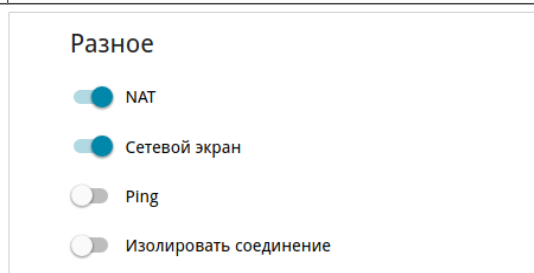 Разное
NAT
Сетевой экран
Ping
Изолировать соединение